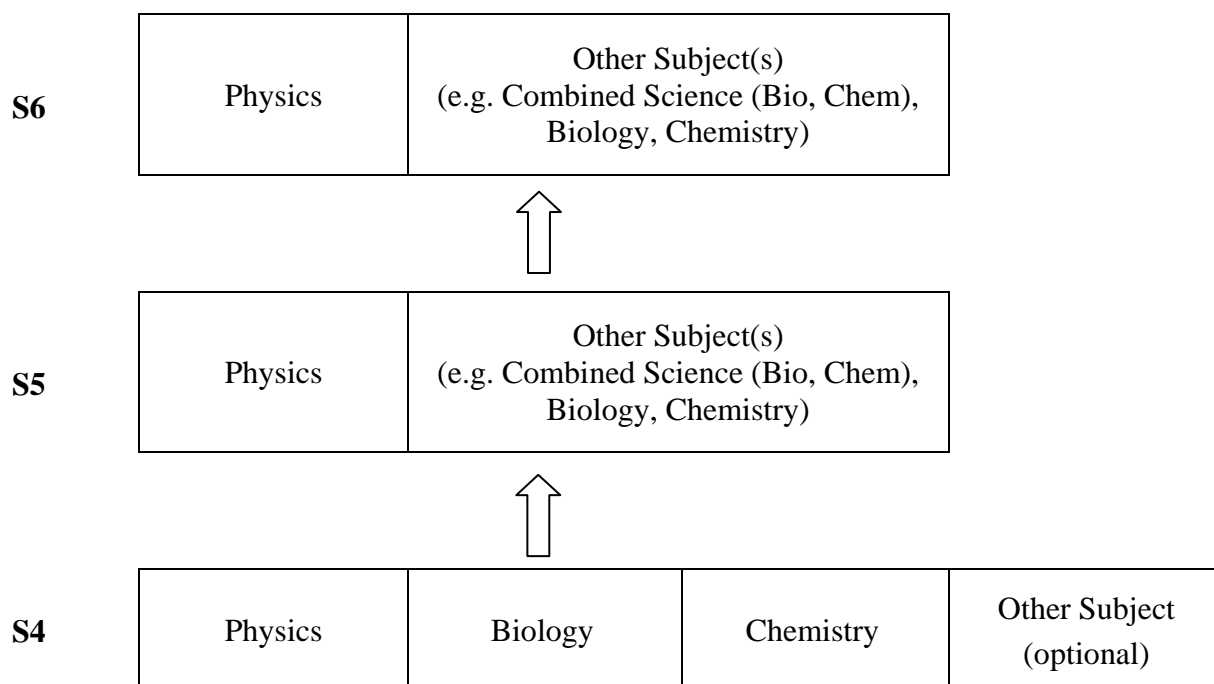 S6
Physics
Other Subject(s)
(e.g. Combined Science (Bio, Chem),
Biology, Chemistry)
S5
Physics
Other Subject(s)
(e.g. Combined Science (Bio, Chem),
Biology, Chemistry)
S4
Physics
Biology
Chemistry
Other Subject
(optional)